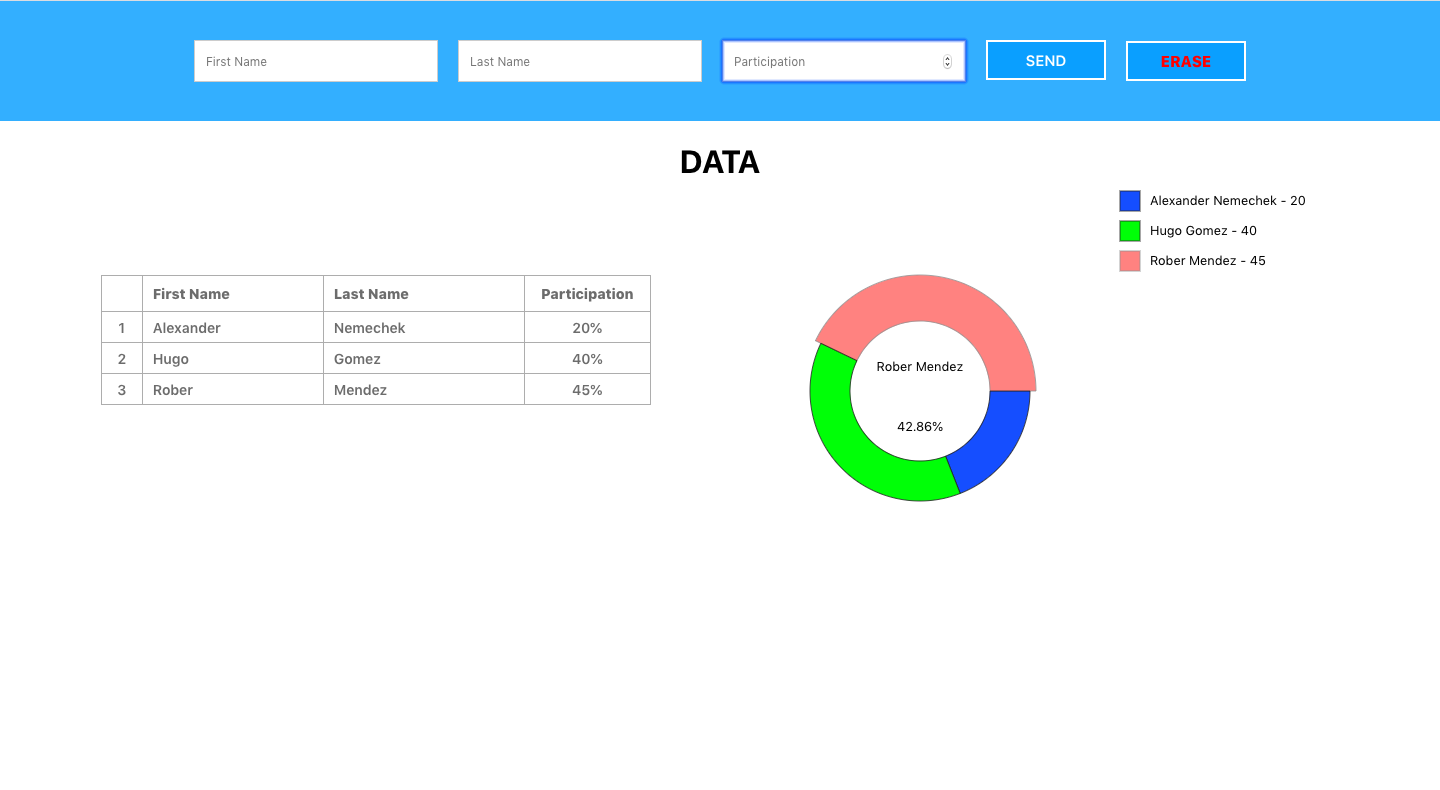 First Name Last Name Participation SEND ERASE
DATA
Alexander Nemechek - 20
Hugo Gomez - 40
Rober Mendez - 45
First Name Last Name Participation
1 Alexander Nemechek 20%
2 Hugo Gomez 40%
3 Rober Mendez 45%
Rober Mendez
42.86%